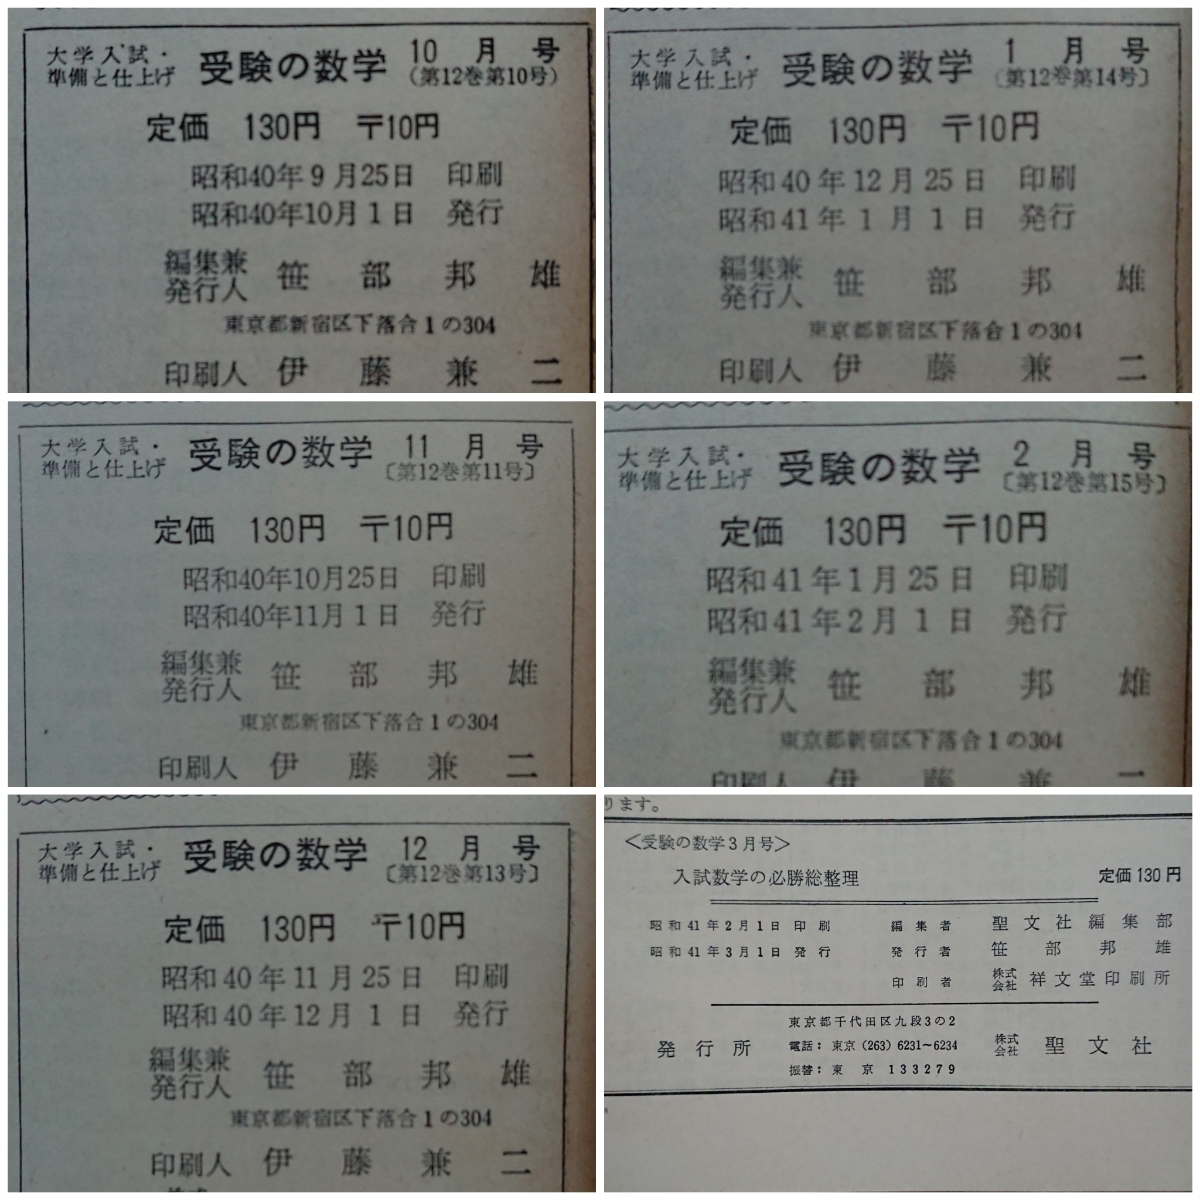 大学入試・準備と仕上げ 受験の数学 10月号
(第12巻第10号)
定価 130円 〒10円
昭和40年9月25日 印刷
昭和40年10月1日 発行
編集兼発行人 笹部邦雄
東京都新宿区下落合1の304
印刷人 伊藤兼二
大学入試・準備と仕上げ 受験の数学 1月号
〔第12巻第14号〕
定価 130円 〒10円
昭和40年12月25日 印刷
昭和41年1月1日 発行
編集兼発行人 笹部邦雄
東京都新宿区下落合1の304
印刷人 伊藤兼二
大学入試・準備と仕上げ 受験の数学 11月号
〔第12巻第11号〕
定価 130円 〒10円
昭和40年10月25日 印刷
昭和40年11月1日 発行
編集兼発行人 笹部邦雄
東京都新宿区下落合1の304
印刷人 伊藤兼二
大学入試・準備と仕上げ 受験の数学 2月号
〔第12巻第15号〕
定価 130円 〒10円
昭和41年1月25日 印刷
昭和41年2月1日 発行
編集兼発行人 笹部邦雄
東京都新宿区下落合1の304
印刷人 伊藤兼二
大学入試・準備と仕上げ 受験の数学 12月号
〔第12巻第13号〕
定価 130円 〒10円
昭和40年11月25日 印刷
昭和40年12月1日 発行
編集兼発行人 笹部邦雄
東京都新宿区下落合1の304
印刷人 伊藤兼二
ります。
<受験の数学3月号>
入試数学の必勝総整理 定価130円
昭和41年2月1日 印刷 編集者 聖文社編集部
昭和41年3月1日 発行 発行者 笹部邦雄
印刷者 株式会社 祥文堂印刷所
東京都千代田区九段3の2
発行所 電話：東京(263)6231~6234 株式会社 聖文社
振替：東京 133279